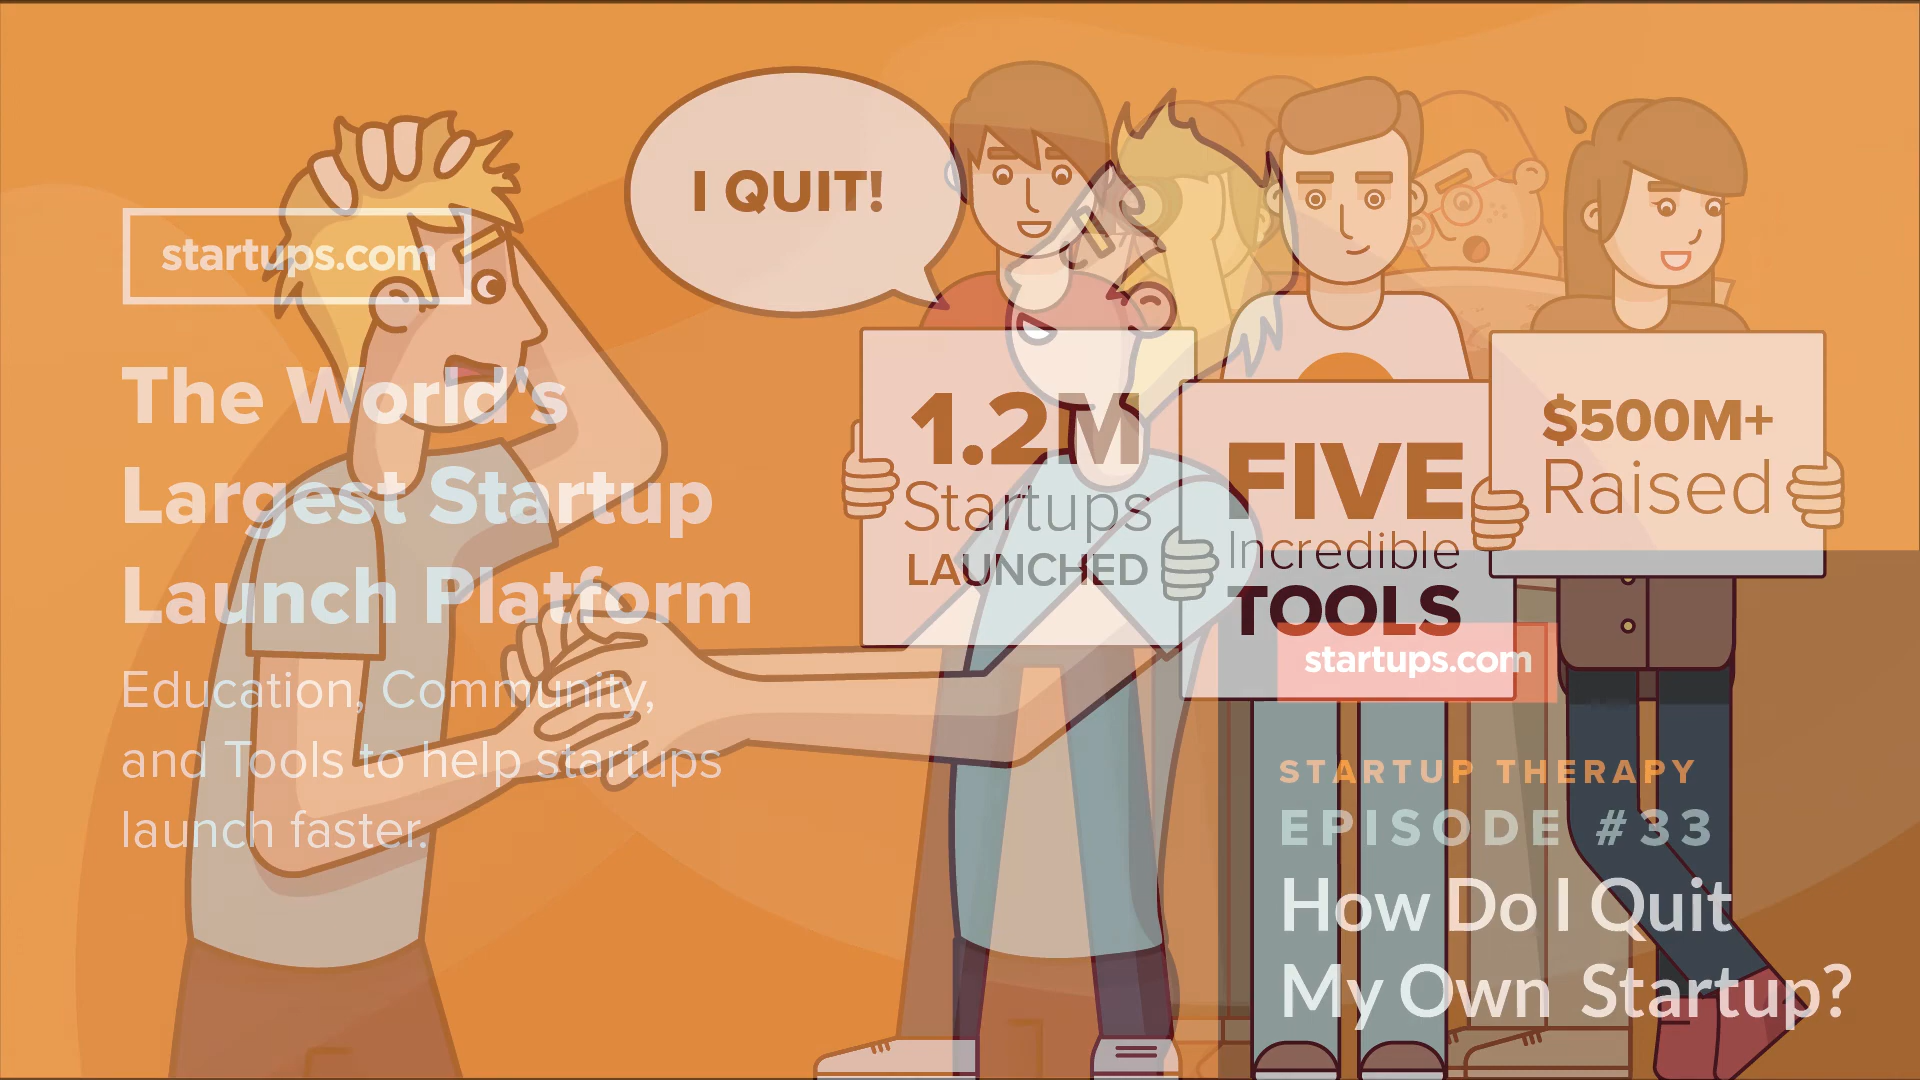 startups.com
The World's
Largest Startup
Launch Platform
Education, Community,
and Tools to help startups
launch faster.
I QUIT!
1.2M
Startups
LAUNCHED
FIVE
Incredible
TOOLS
$500M+
Raised
startups.com
STARTUP THERAPY
EPISODE #33
How Do I Quit
My Own Startup?